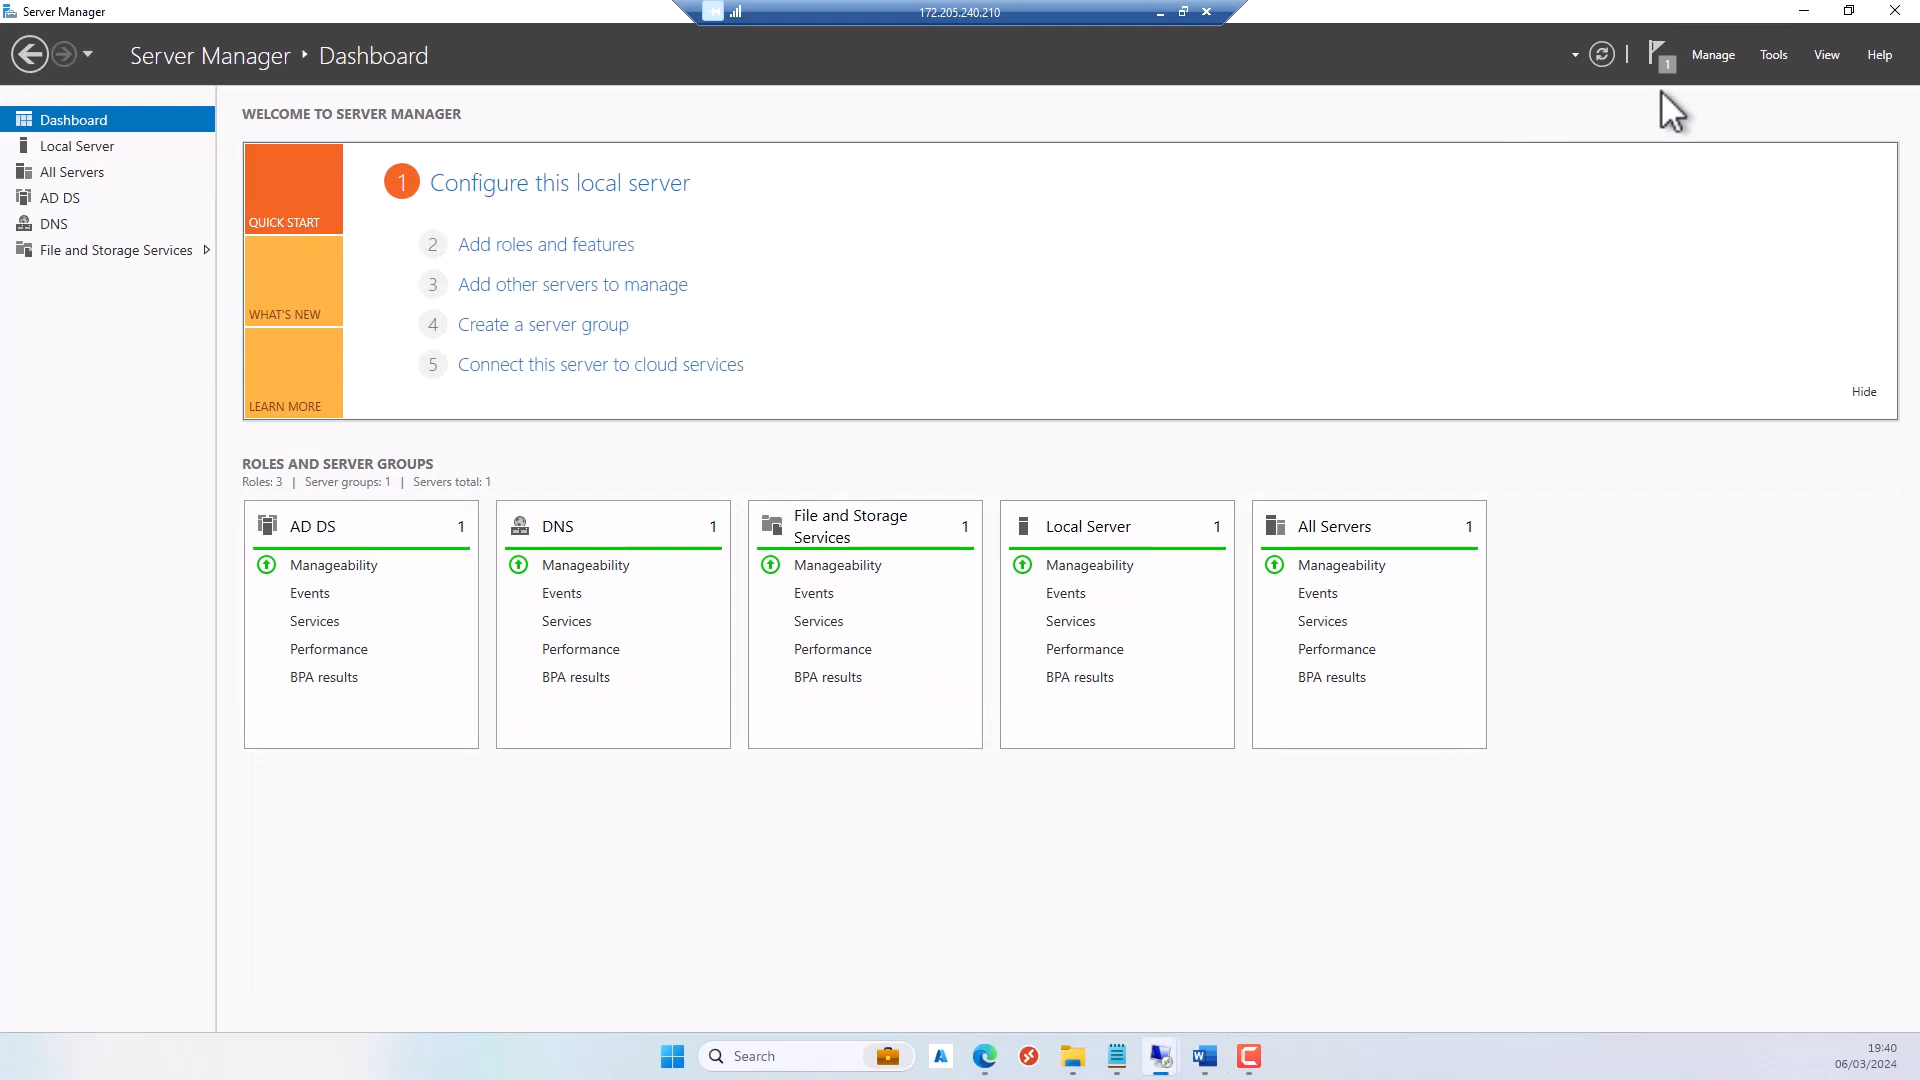 Server Manager
172.205.240.210
Server Manager ‣ Dashboard
1
Manage
Tools
View
Help
Dashboard
Local Server
All Servers
AD DS
DNS
File and Storage Services
WELCOME TO SERVER MANAGER
QUICK START
WHAT'S NEW
LEARN MORE
1 Configure this local server
2 Add roles and features
3 Add other servers to manage
4 Create a server group
5 Connect this server to cloud services
Hide
ROLES AND SERVER GROUPS
Roles: 3 | Server groups: 1 | Servers total: 1
AD DS 1
Manageability
Events
Services
Performance
BPA results
DNS 1
Manageability
Events
Services
Performance
BPA results
File and Storage
Services 1
Manageability
Events
Services
Performance
BPA results
Local Server 1
Manageability
Events
Services
Performance
BPA results
All Servers 1
Manageability
Events
Services
Performance
BPA results
Search
19:40
06/03/2024